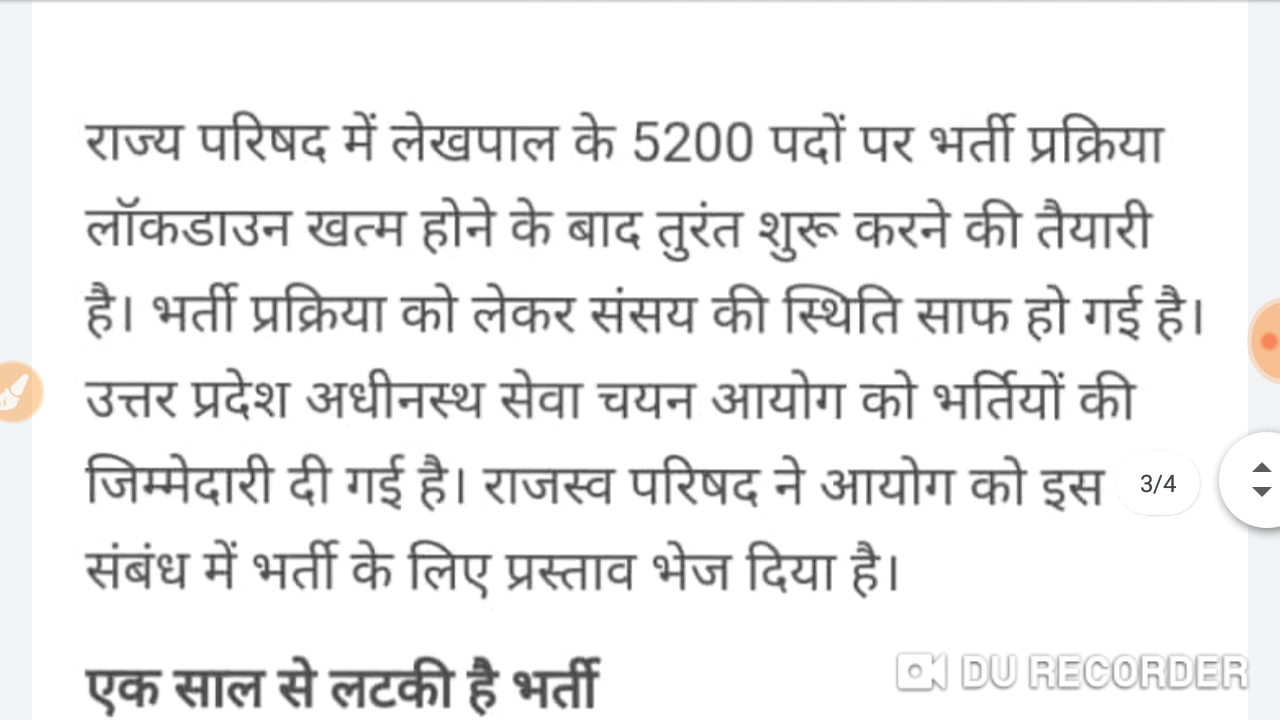 राज्य परिषद में लेखपाल के 5200 पदों पर भर्ती प्रक्रिया
लॉकडाउन खत्म होने के बाद तुरंत शुरू करने की तैयारी
है। भर्ती प्रक्रिया को लेकर संसय की स्थिति साफ हो गई है।
उत्तर प्रदेश अधीनस्थ सेवा चयन आयोग को भर्तियों की
जिम्मेदारी दी गई है। राजस्व परिषद ने आयोग को इस
3/4
संबंध में भर्ती के लिए प्रस्ताव भेज दिया है।
एक साल से लटकी है भर्ती
DU RECORDER